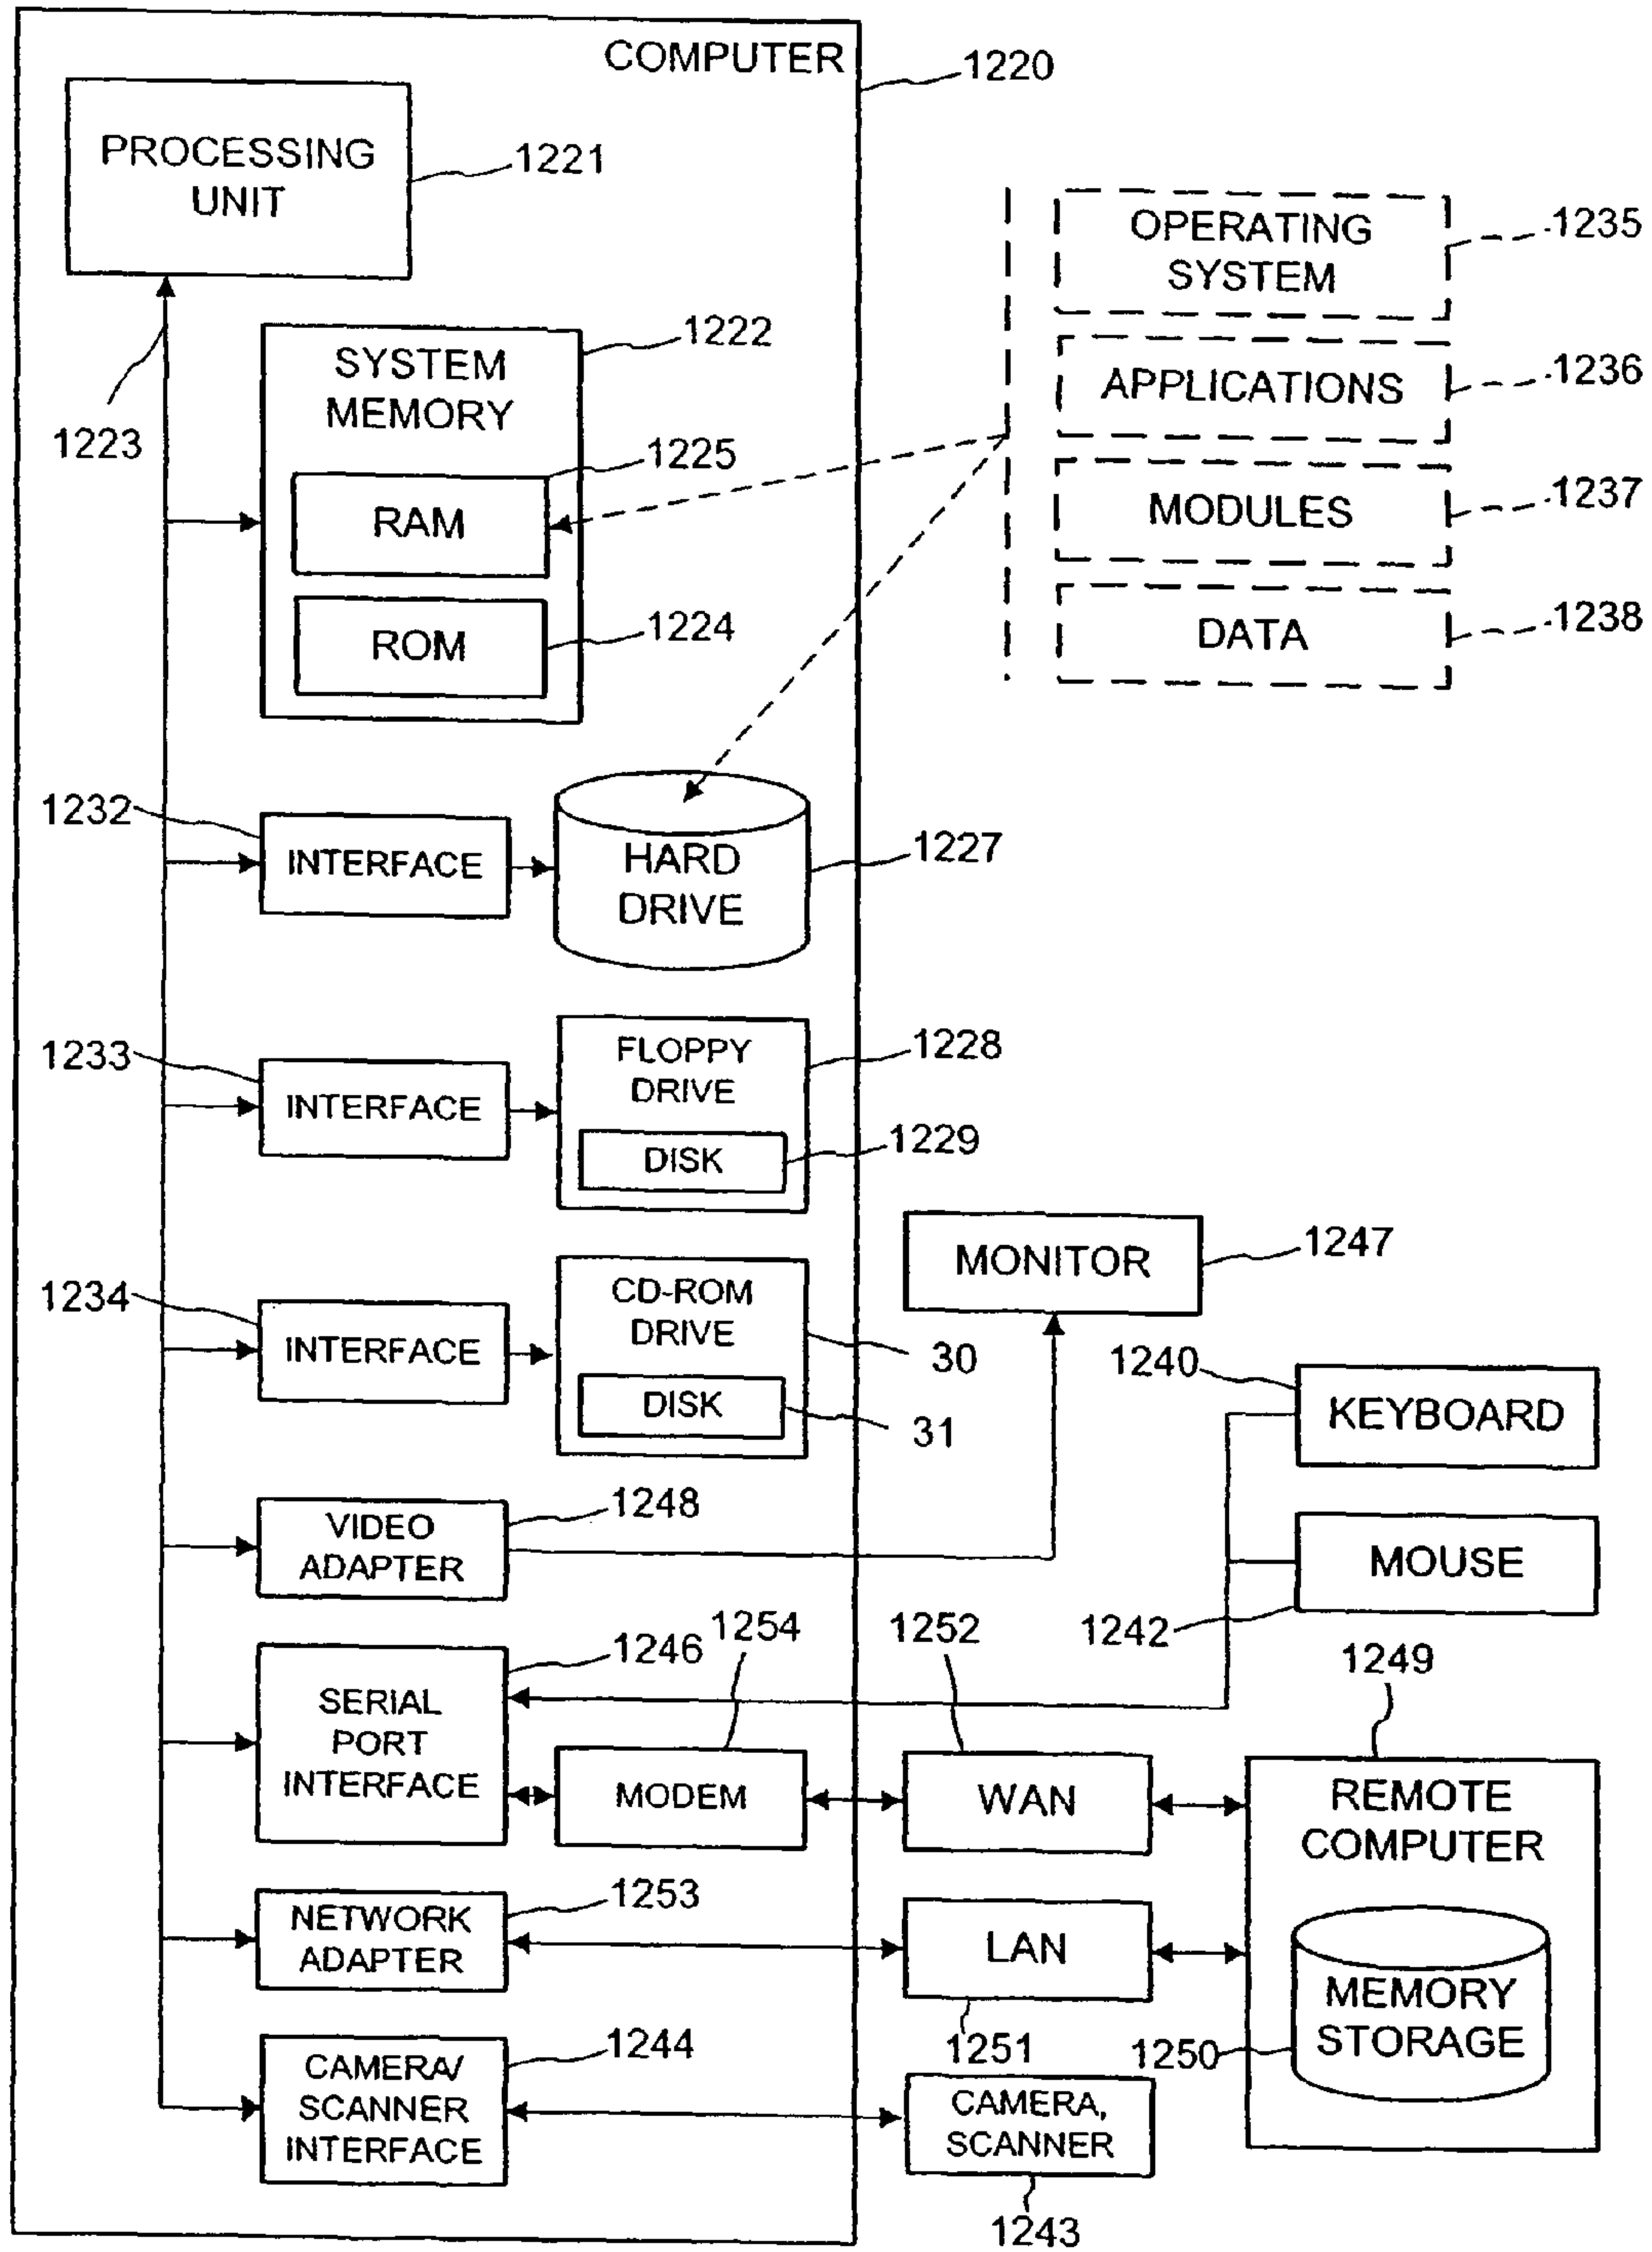 COMPUTER
1220
PROCESSING
UNIT
1221
1223
SYSTEM
MEMORY
1222
RAM
1225
ROM
1224
OPERATING
SYSTEM
1235
APPLICATIONS
1236
MODULES
1237
DATA
1238
1232
INTERFACE
HARD
DRIVE
1227
1233
INTERFACE
FLOPPY
DRIVE
1228
DISK
1229
1234
INTERFACE
CD-ROM
DRIVE
30
DISK
31
MONITOR
1247
1240
KEYBOARD
MOUSE
1242
VIDEO
ADAPTER
1248
SERIAL
PORT
INTERFACE
1246
MODEM
1254
WAN
1252
1249
REMOTE
COMPUTER
MEMORY
STORAGE
1250
NETWORK
ADAPTER
1253
LAN
1251
CAMERA/
SCANNER
INTERFACE
1244
CAMERA,
SCANNER
1243